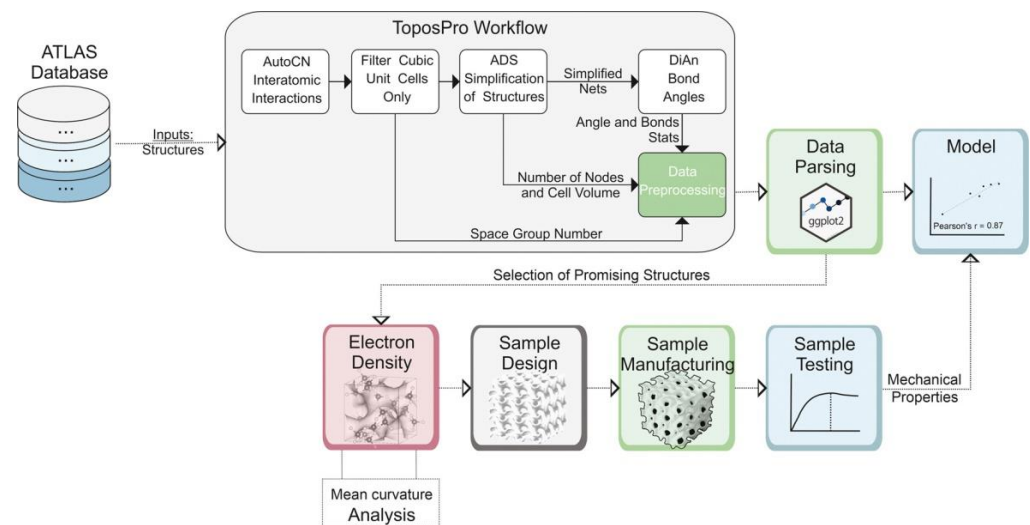 ToposPro Workflow
ATLAS
Database
...
...
...
Inputs:
Structures
AutoCN
Interatomic
Interactions
Filter Cubic
Unit Cells
Only
ADS
Simplification
of Structures
Simplified
Nets
DiAn
Bond
Angles
Angle and Bonds
Stats
Number of Nodes
and Cell Volume
Data
Preprocessing
Space Group Number
Data
Parsing
ggplot2
Model
Pearson's r = 0.87
Selection of Promising Structures
Electron
Density
Sample
Design
Sample
Manufacturing
Sample
Testing
Mechanical
Properties
Mean curvature
Analysis